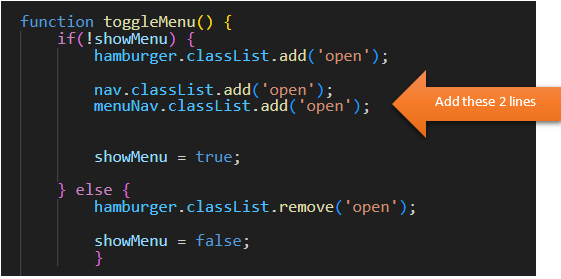 function toggleMenu() {
if(!showMenu) {
hamburger.classList.add('open');
nav.classList.add('open');
menuNav.classList.add('open');
Add these 2 lines
showMenu = true;
} else {
hamburger.classList.remove('open');
showMenu = false;
}